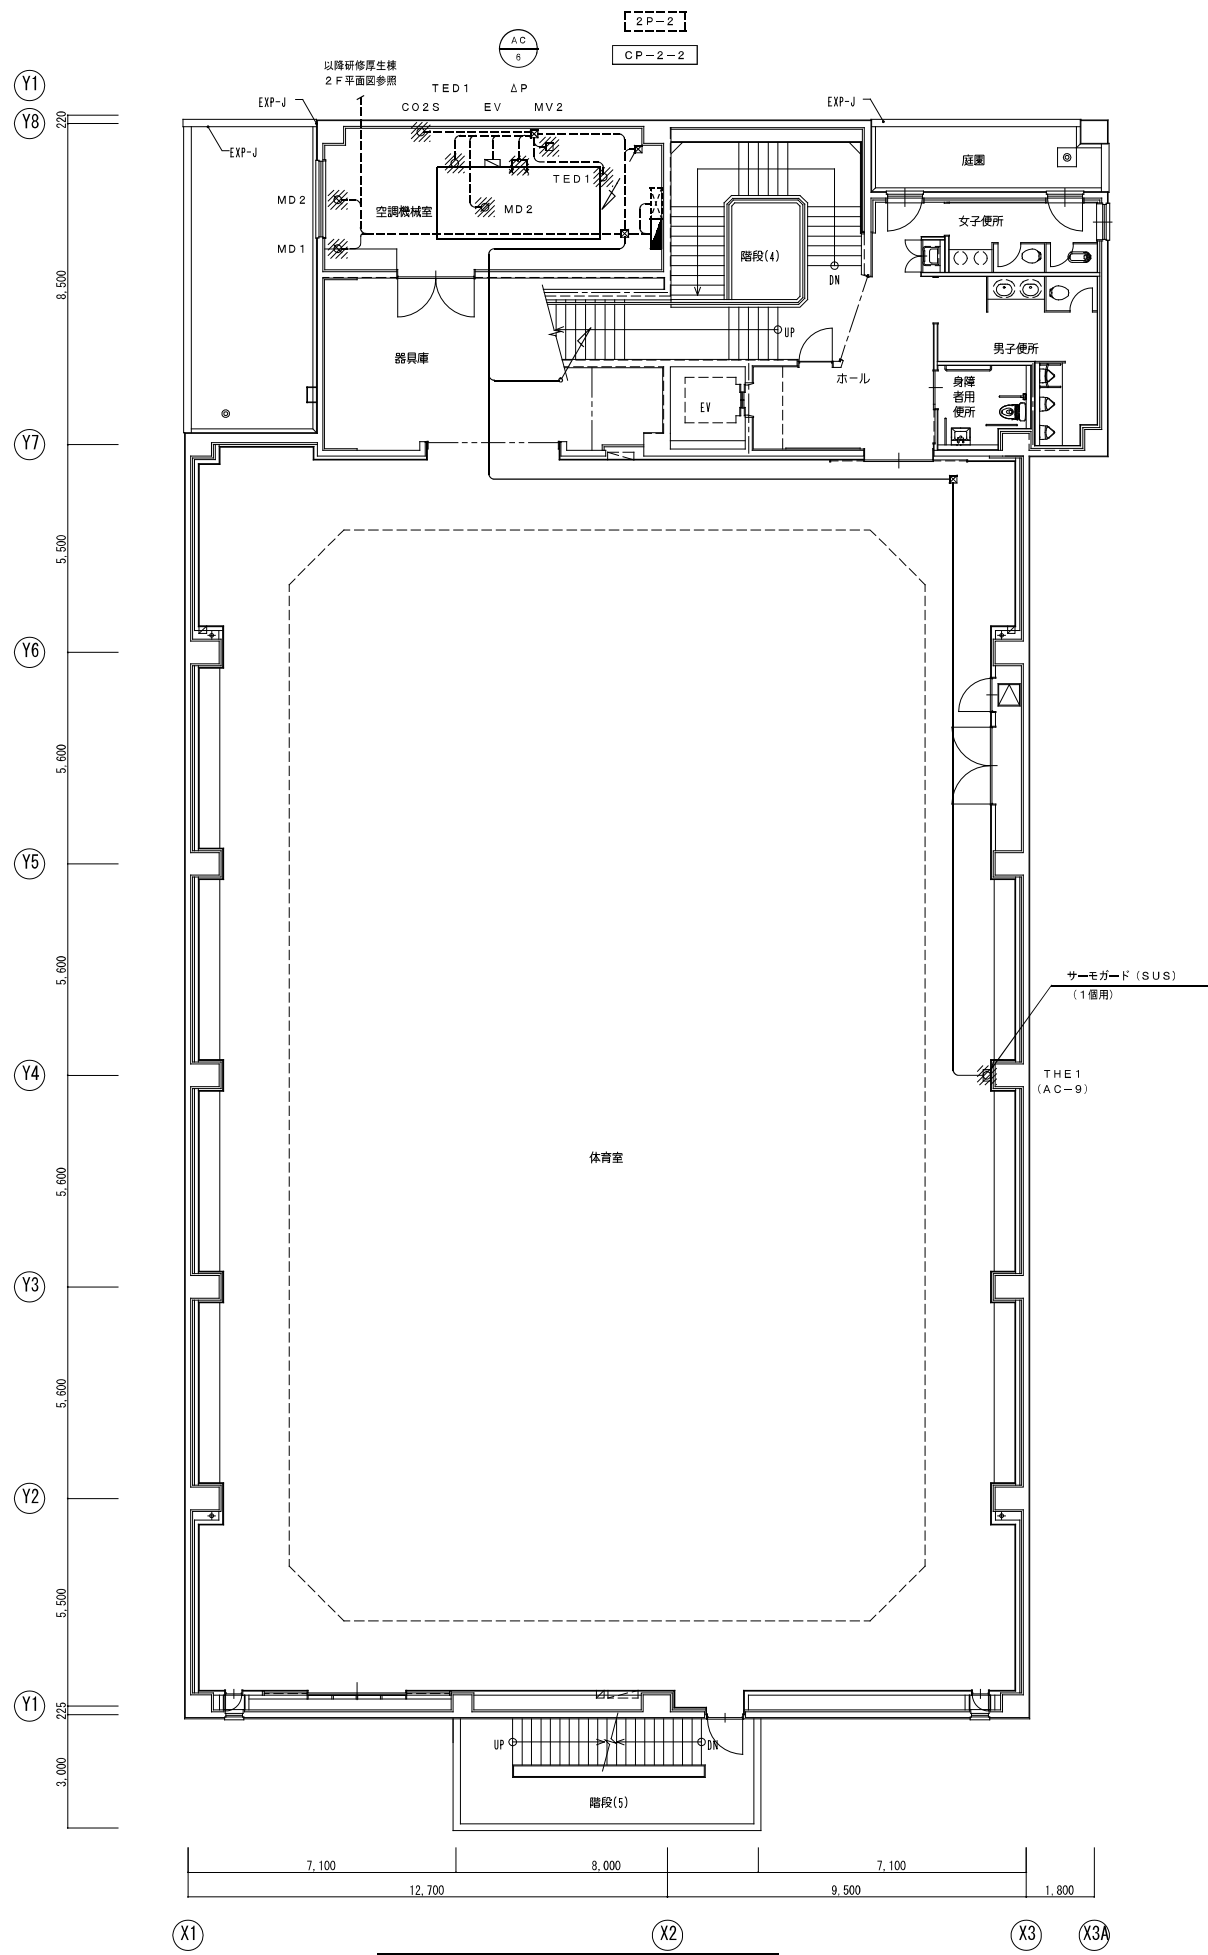 2P-2
AC
6
CP-2-2
以降研修厚生棟
2F平面図参照
TED1 ΔP
CO2S EV MV2
Y1
EXP-J
EXP-J
Y8
220
EXP-J
庭園
TED1
MD2
空調機械室
MD2
女子便所
MD1
階段(4)
DN
8,500
UP
器具庫
男子便所
ホール
身障
者用
便所
EV
Y7
5,500
Y6
5,600
Y5
5,600
サーモガード(SUS)
(1個用)
Y4
THE1
(AC-9)
体育室
5,600
Y3
5,600
Y2
5,500
Y1
225
UP
DN
3,000
階段(5)
7,100
8,000
7,100
12,700
9,500
1,800
X1
X2
X3
X3A